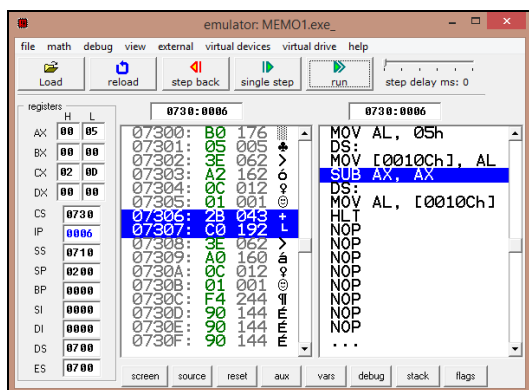 emulator: MEMO1.exe_
file math debug view external virtual devices virtual drive help
Load reload step back single step run step delay ms: 0
registers 0730:0006 0730:0006
H L
AX 00 05
BX 00 00
CX 02 0D
DX 00 00
CS 0730
IP 0006
SS 0710
SP 0200
BP 0000
SI 0000
DI 0000
DS 0700
ES 0700
07300: B0 176 ▒
07301: 05 005 ♣
07302: 3E 062 >
07303: A2 162 ó
07304: 0C 012 ♀
07305: 01 001 ☺
07306: 2B 043 +
07307: C0 192 └
07308: 3E 062 >
07309: A0 160 á
0730A: 0C 012 ♀
0730B: 01 001 ☺
0730C: F4 244 ¶
0730D: 90 144 É
0730E: 90 144 É
0730F: 90 144 É
MOV AL, 05h
DS:
MOV [0010Ch], AL
SUB AX, AX
DS:
MOV AL, [0010Ch]
HLT
NOP
NOP
NOP
NOP
NOP
NOP
NOP
NOP
...
screen source reset aux vars debug stack flags